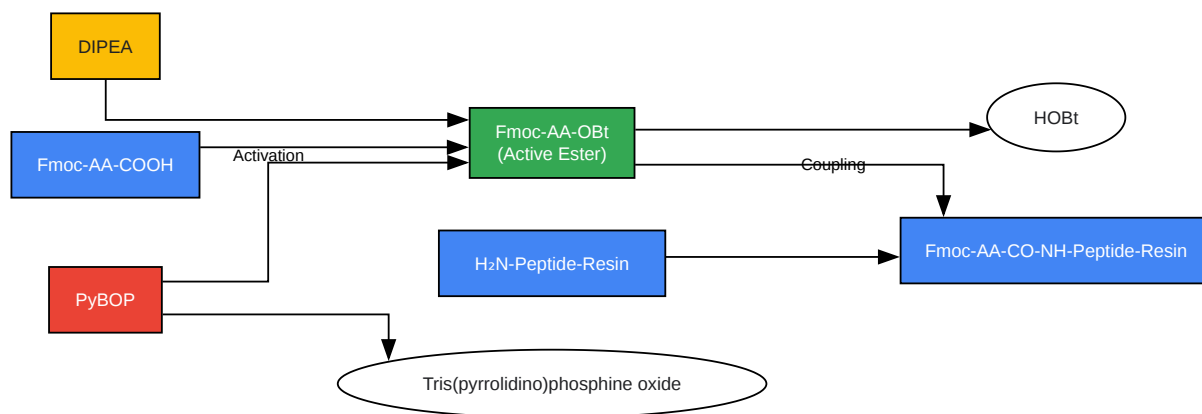 DIPEA
Fmoc-AA-COOH
Activation
Fmoc-AA-OBt
(Active Ester)
HOBt
Coupling
H₂N-Peptide-Resin
Fmoc-AA-CO-NH-Peptide-Resin
PyBOP
Tris(pyrrolidino)phosphine oxide